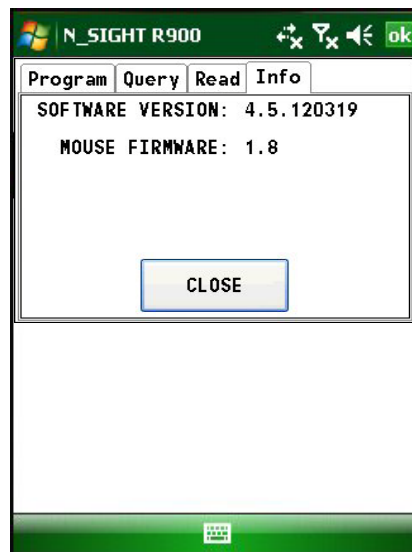 N_SIGHT R900 ok
Program Query Read Info
SOFTWARE VERSION: 4.5.120319
MOUSE FIRMWARE: 1.8
CLOSE